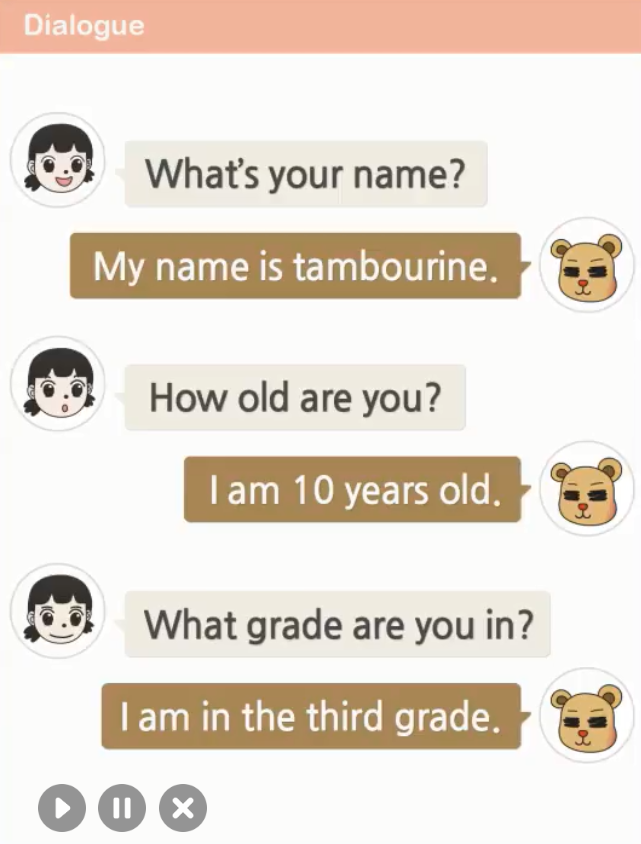 Dialogue
What's your name?
My name is tambourine.
How old are you?
I am 10 years old.
What grade are you in?
I am in the third grade.